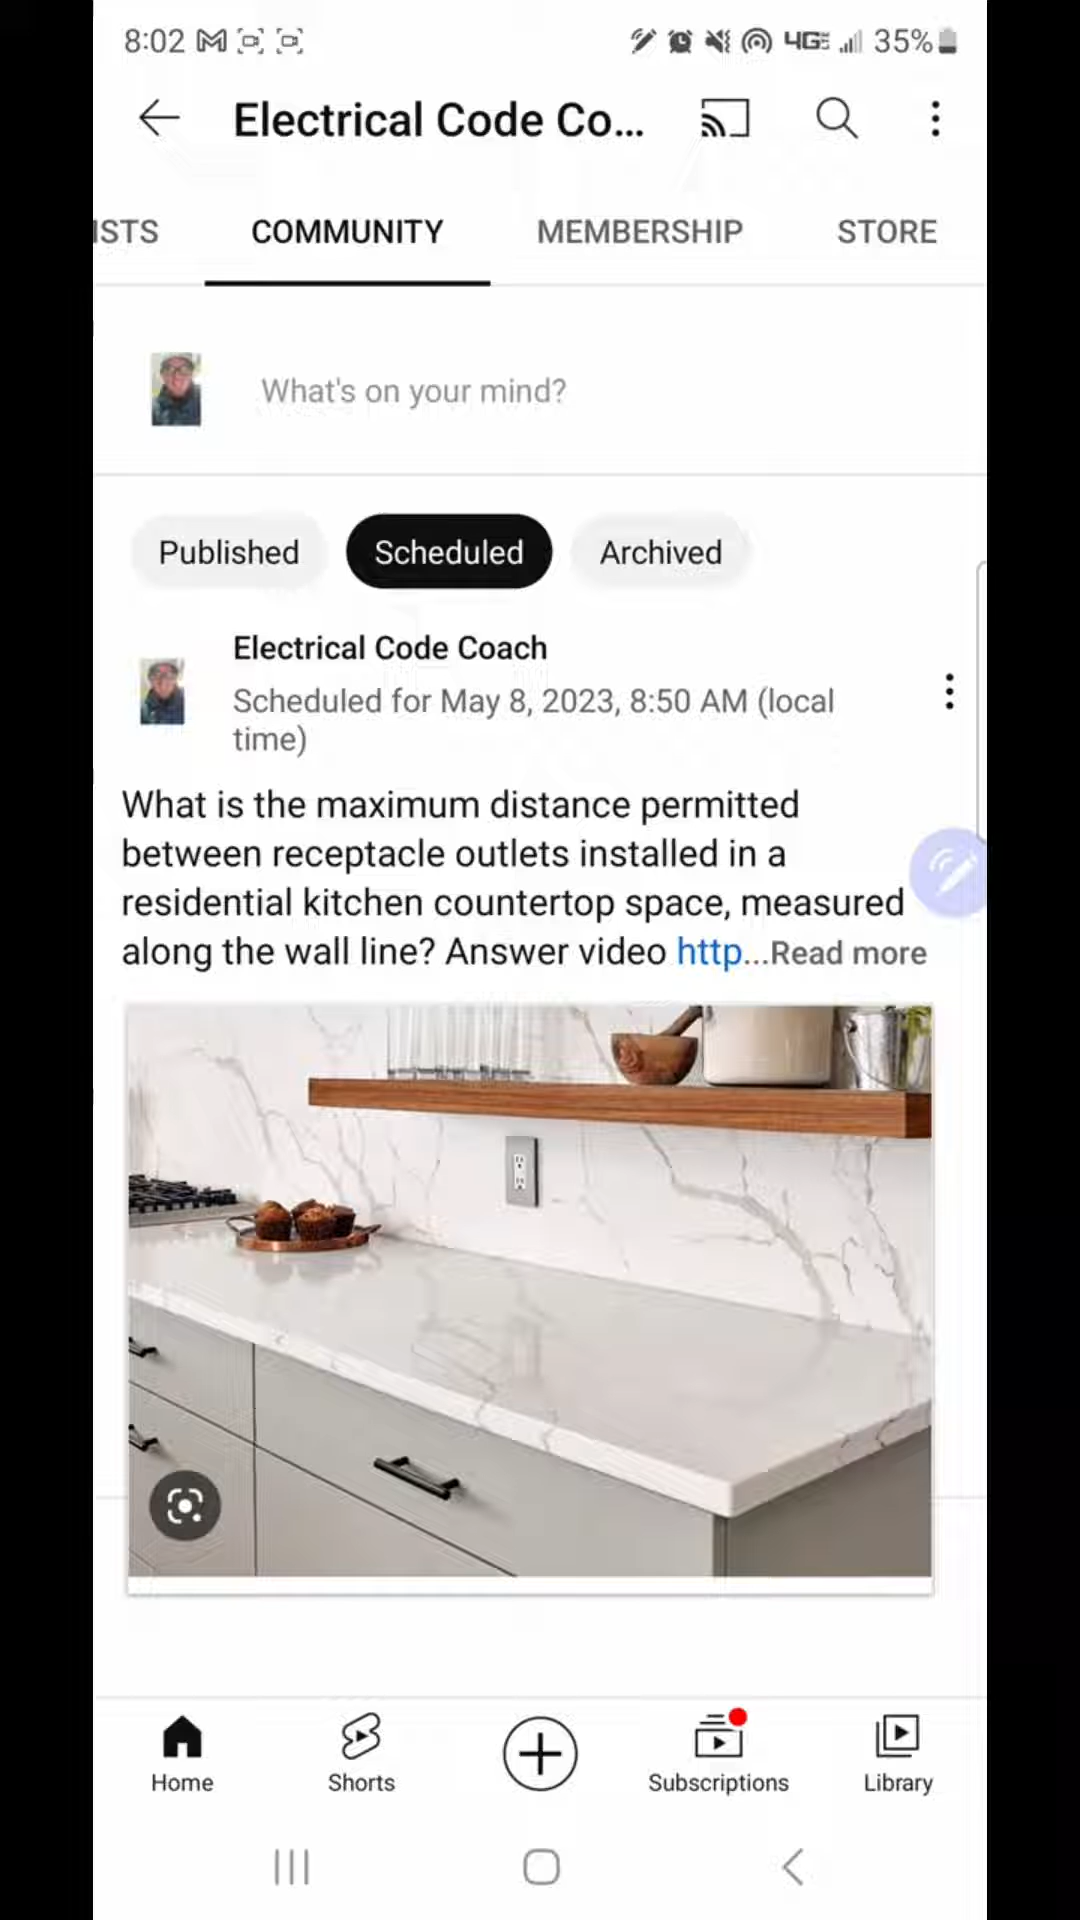 8:02 4GE 35%
Electrical Code Co...
ISTS COMMUNITY MEMBERSHIP STORE
What's on your mind?
Published Scheduled Archived
Electrical Code Coach
Scheduled for May 8, 2023, 8:50 AM (local
time)
What is the maximum distance permitted
between receptacle outlets installed in a
residential kitchen countertop space, measured
along the wall line? Answer video http...Read more
Home Shorts Subscriptions Library